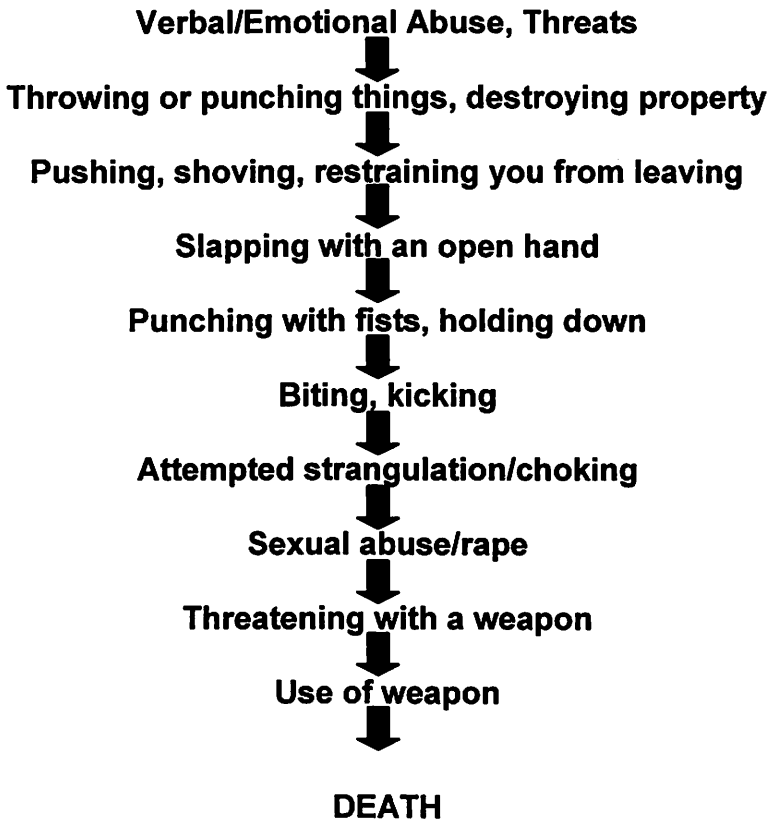 Verbal/Emotional Abuse, Threats
Throwing or punching things, destroying property
Pushing, shoving, restraining you from leaving
Slapping with an open hand
Punching with fists, holding down
Biting, kicking
Attempted strangulation/choking
Sexual abuse/rape
Threatening with a weapon
Use of weapon
DEATH